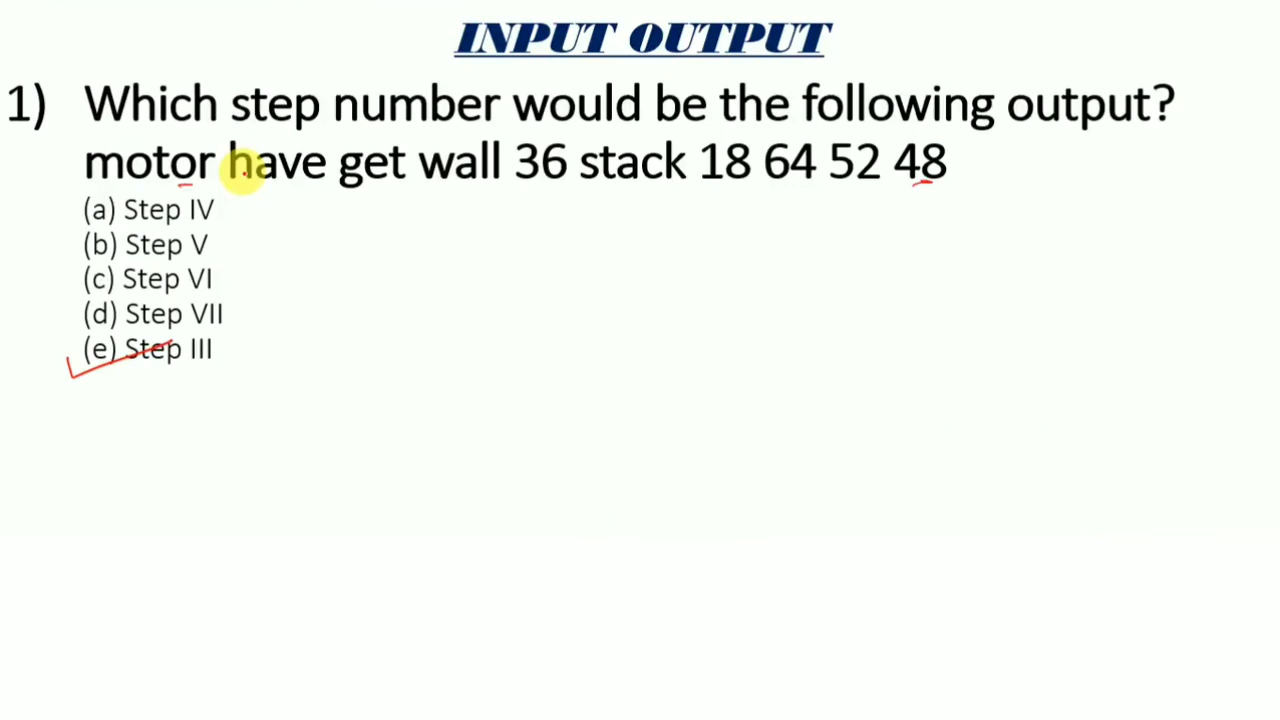 INPUT OUTPUT
1) Which step number would be the following output?
motor have get wall 36 stack 18 64 52 48
(a) Step IV
(b) Step V
(c) Step VI
(d) Step VII
(e) Step III